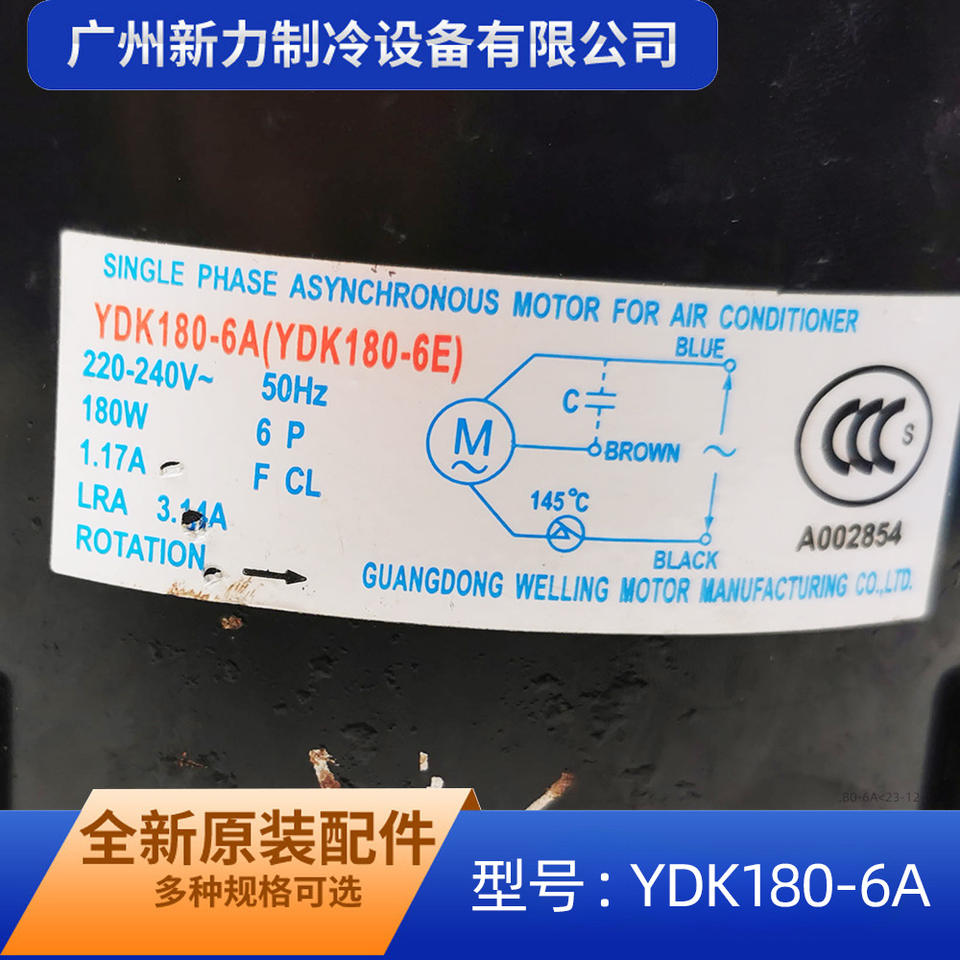 广州新力制冷设备有限公司
SINGLE PHASE ASYNCHRONOUS MOTOR FOR AIR CONDITIONER
YDK180-6A(YDK180-6E)
220-240V~ 50Hz
180W 6 P
1.17A F CL
LRA 3.14A
ROTATION
BLUE
C
M
~
BROWN
~
145℃
BLACK
CCC S
A002854
GUANGDONG WELLING MOTOR MANUFACTURING CO.,LTD.
全新原装配件
多种规格可选
型号：YDK180-6A